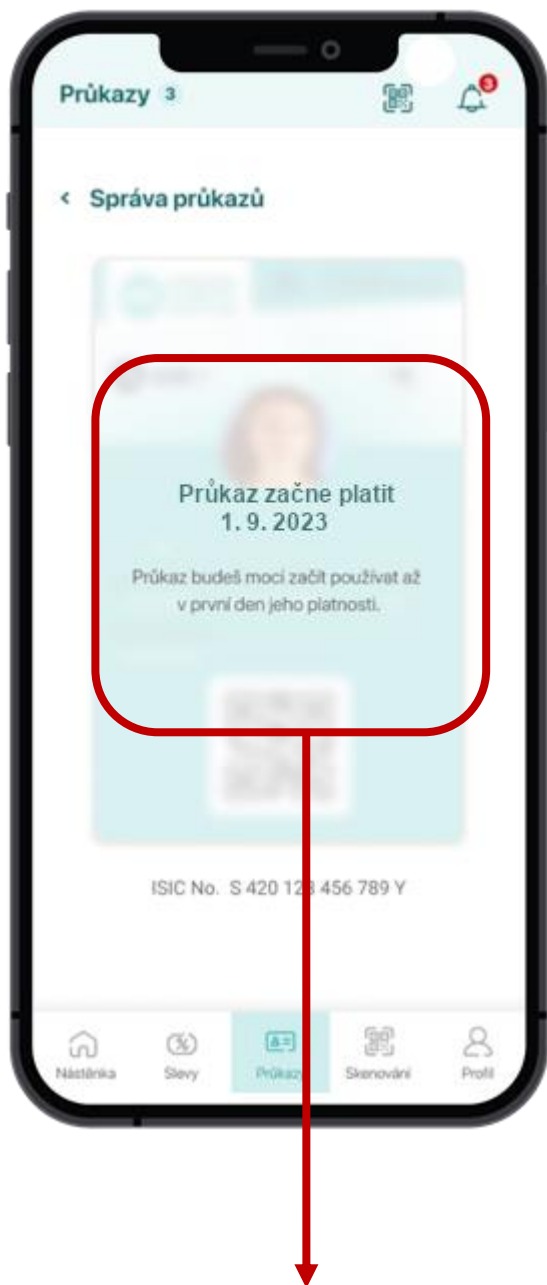 Průkazy 3
3
< Správa průkazů
Průkaz začne platit
1. 9. 2023
Průkaz budeš moci začít používat až
v první den jeho platnosti.
ISIC No. S 420 123 456 789 Y
Nástěnka Slevy Průkazy Skenování Profil